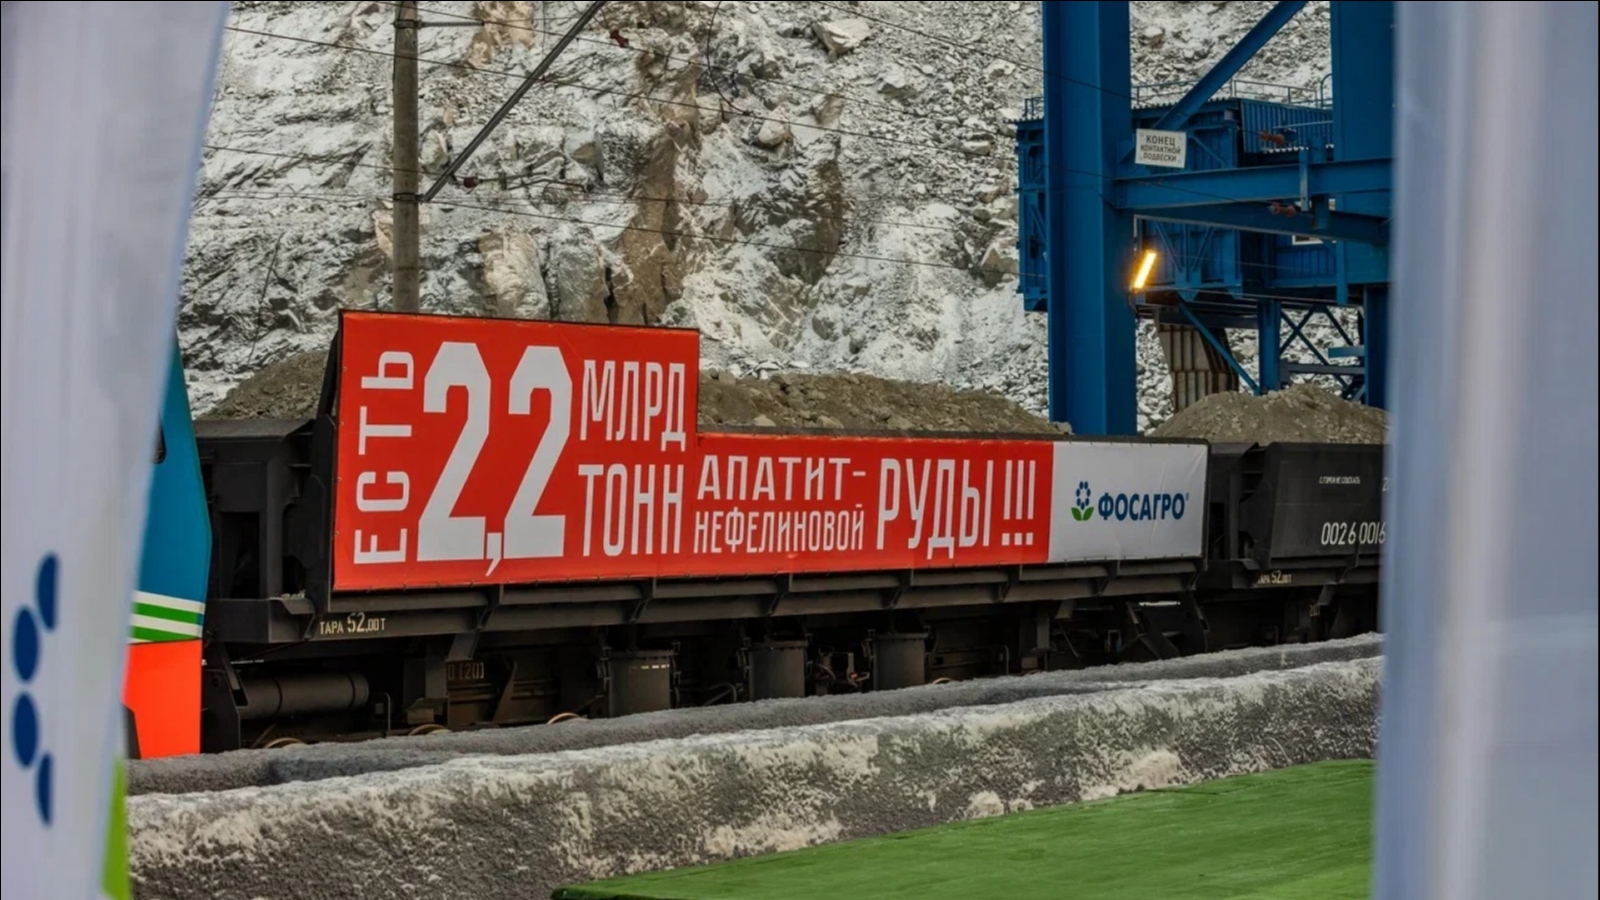 КОНЕЦ
КОНТАКТНОЙ
ПОДВЕСКИ
ЕСТЬ
2,2
МЛРД
ТОНН
АПАТИТ-
НЕФЕЛИНОВОЙ
РУДЫ!!!
ФОСАГРО®
ТАРА 52,00Т
0026 0016
ТАРА 52,00Т